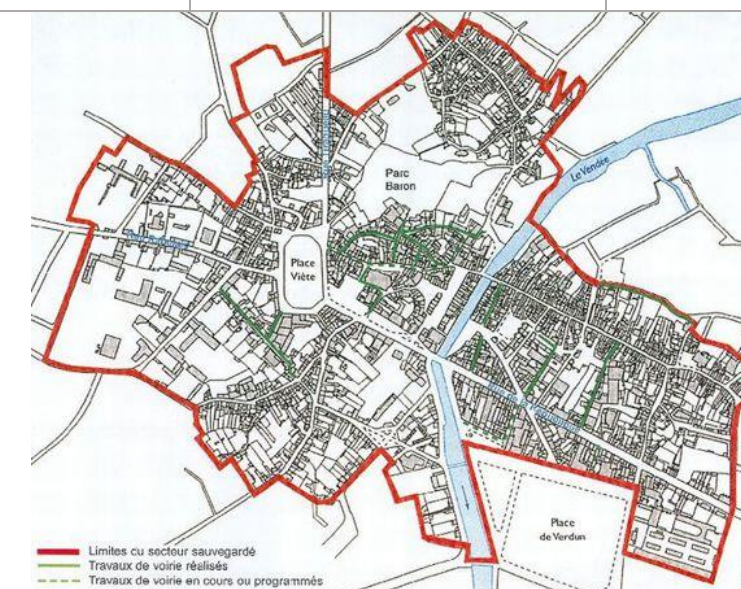 Parc
Baron
La Vendée
Place
Viète
Place
de Verdun
Limites du secteur sauvegardé
Travaux de voirie réalisés
Travaux de voirie en cours ou programmés